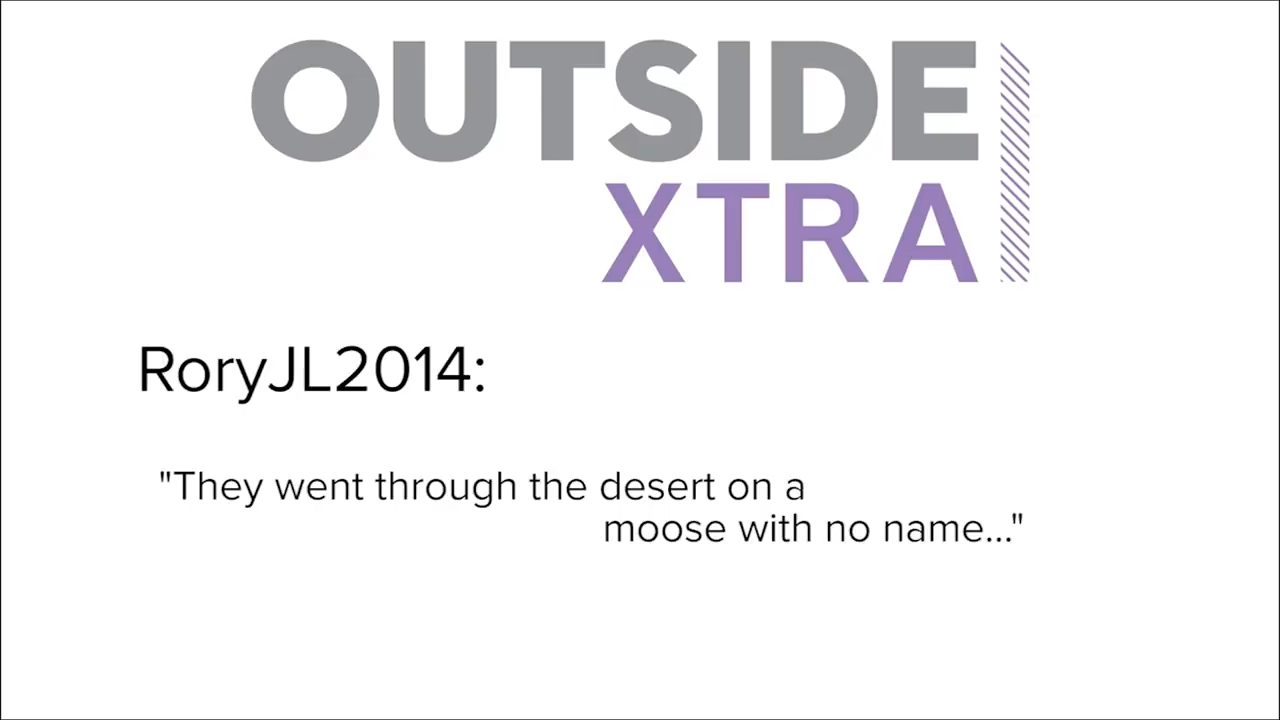 OUTSIDE
XTRA
RoryJL2014:
"They went through the desert on a
moose with no name..."